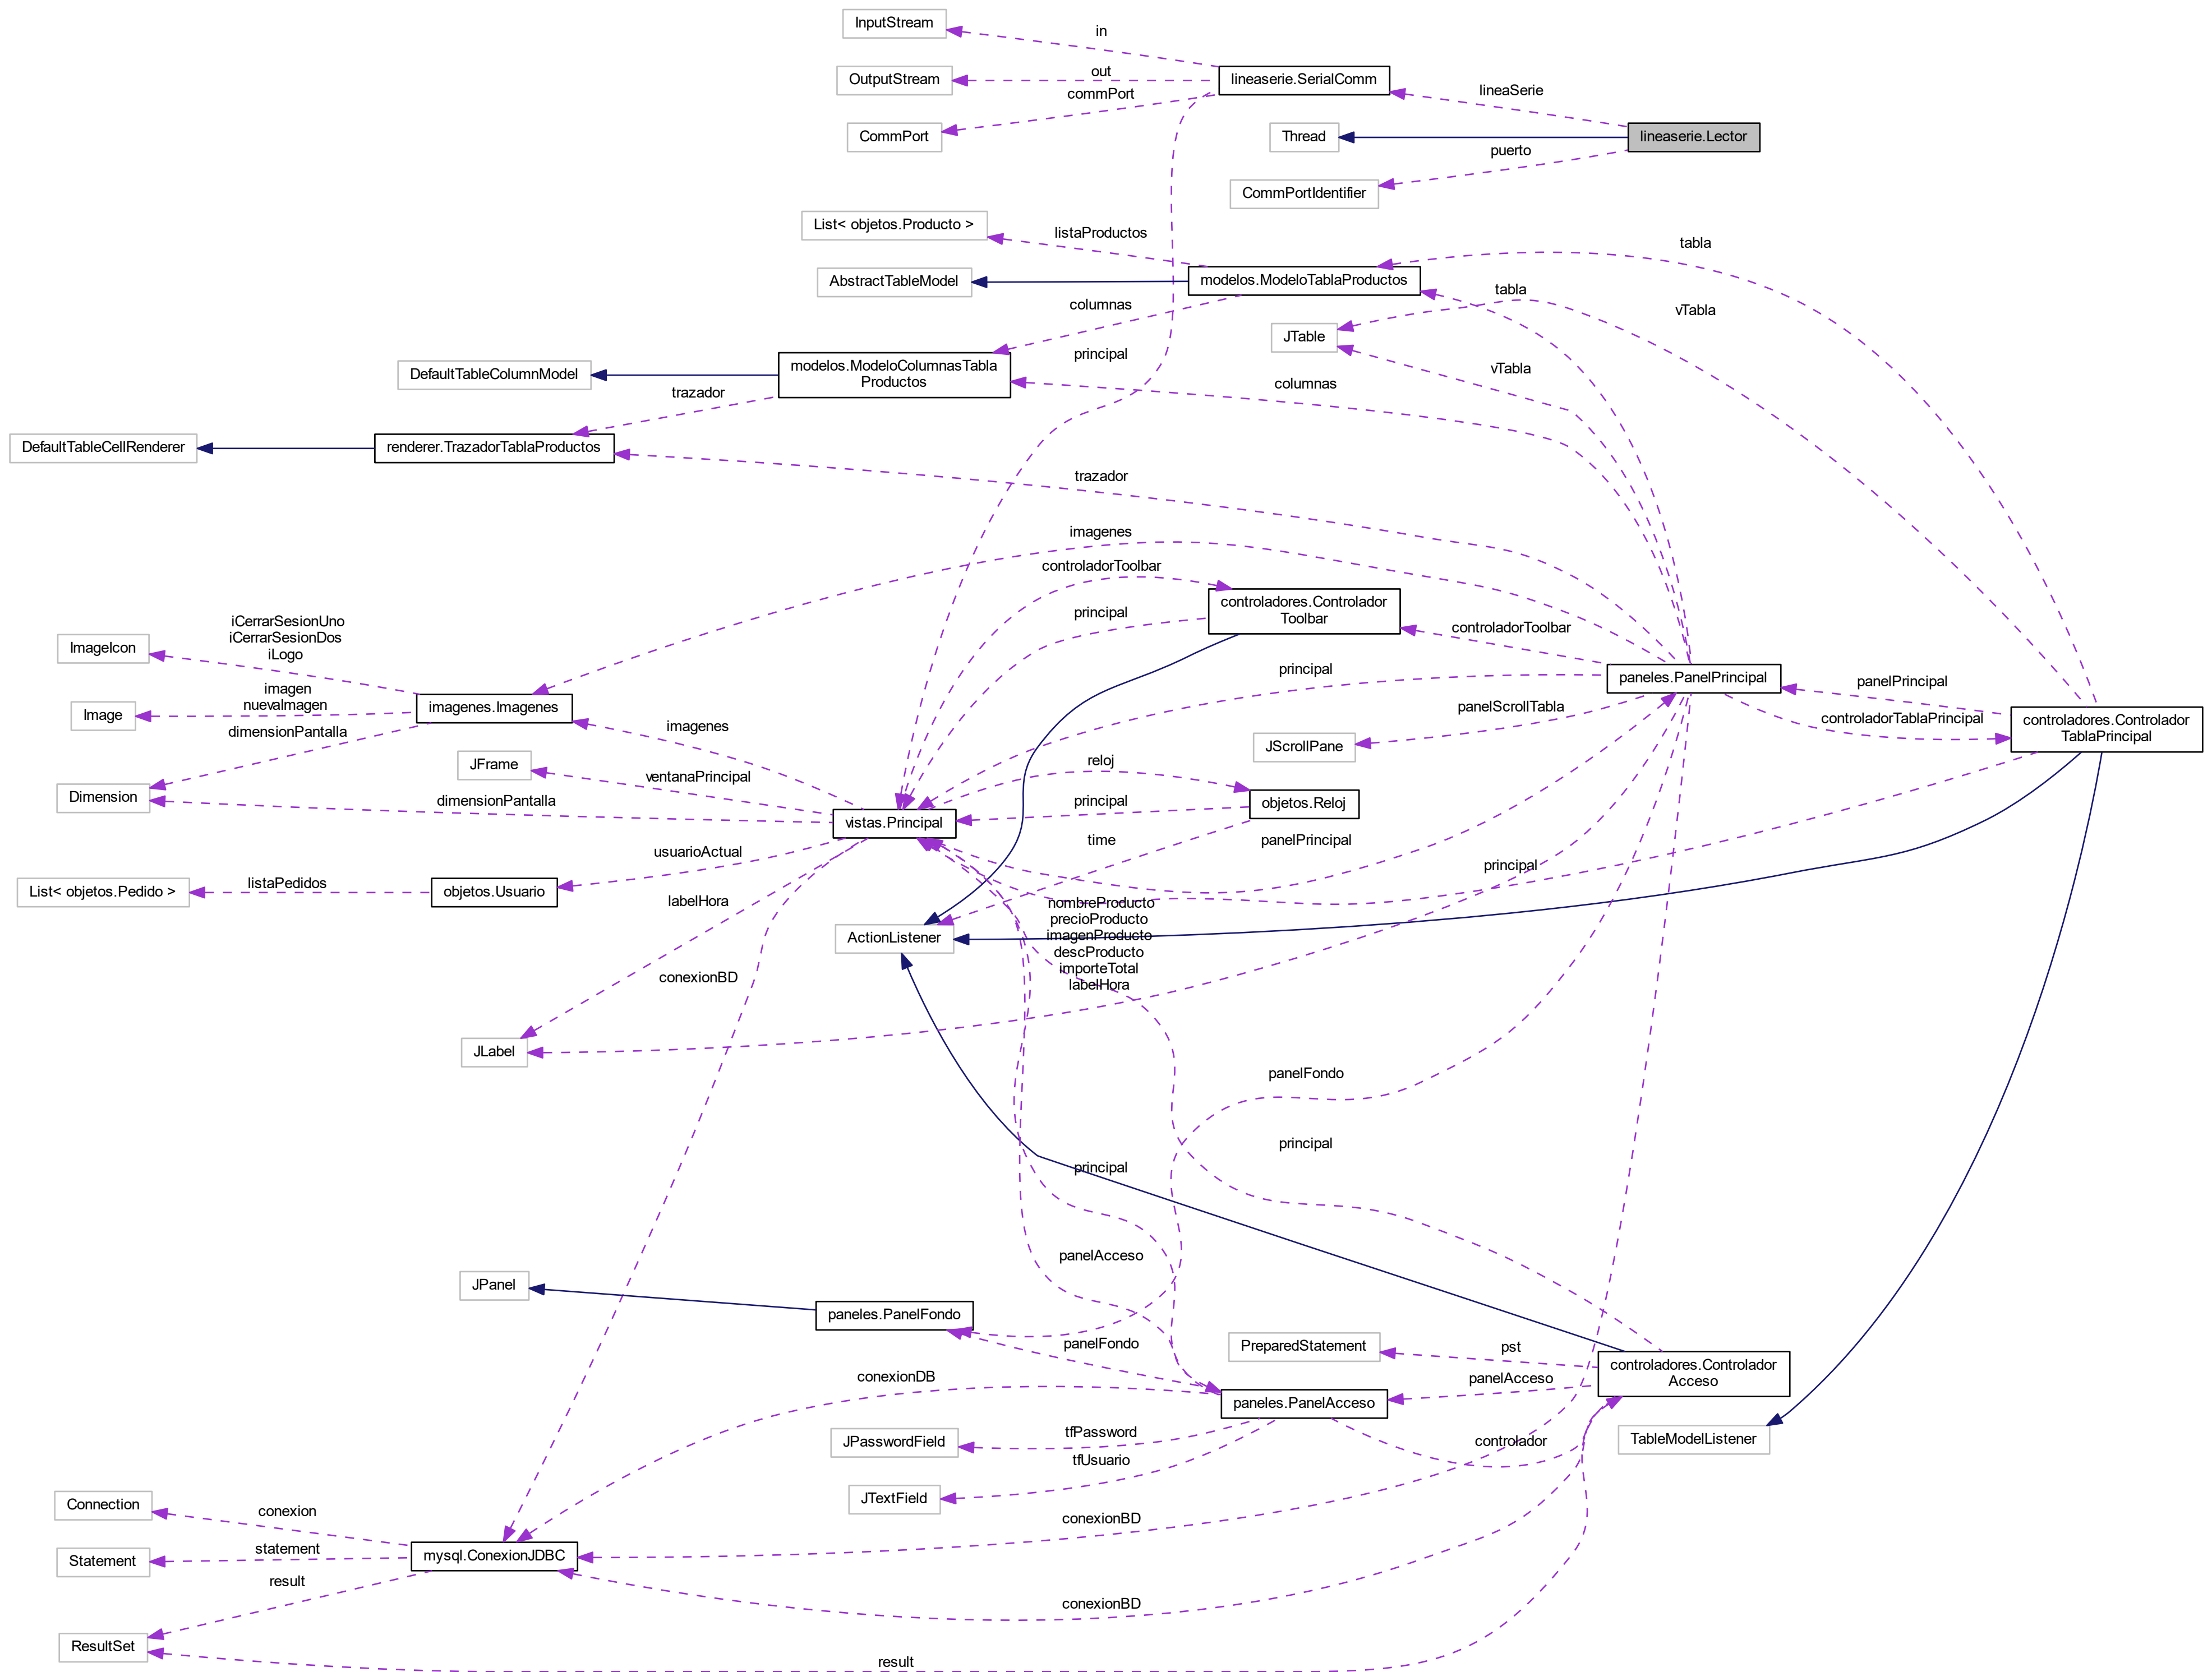 InputStream
in
OutputStream
out
lineaserie.SerialComm
commPort
lineaSerie
CommPort
Thread
lineaserie.Lector
puerto
CommPortIdentifier
List< objetos.Producto >
listaProductos
tabla
AbstractTableModel
modelos.ModeloTablaProductos
columnas
tabla
vTabla
JTable
principal
DefaultTableColumnModel
modelos.ModeloColumnasTabla
Productos
vTabla
columnas
trazador
DefaultTableCellRenderer
renderer.TrazadorTablaProductos
trazador
imagenes
controladorToolbar
controladores.Controlador
Toolbar
principal
controladorToolbar
ImageIcon
iCerrarSesionUno
iCerrarSesionDos
iLogo
principal
paneles.PanelPrincipal
panelPrincipal
Image
imagen
nuevaImagen
imagenes.Imagenes
panelScrollTabla
controladorTablaPrincipal
controladores.Controlador
TablaPrincipal
dimensionPantalla
imagenes
JScrollPane
JFrame
ventanaPrincipal
reloj
Dimension
dimensionPantalla
principal
objetos.Reloj
vistas.Principal
time
panelPrincipal
usuarioActual
principal
List< objetos.Pedido >
listaPedidos
objetos.Usuario
labelHora
nombreProducto
precioProducto
imagenProducto
descProducto
importeTotal
labelHora
ActionListener
conexionBD
JLabel
panelFondo
principal
principal
panelAcceso
JPanel
paneles.PanelFondo
panelFondo
PreparedStatement
pst
controladores.Controlador
Acceso
conexionDB
panelAcceso
paneles.PanelAcceso
JPasswordField
tfPassword
controlador
TableModelListener
tfUsuario
JTextField
Connection
conexion
conexionBD
Statement
statement
mysql.ConexionJDBC
result
conexionBD
ResultSet
result